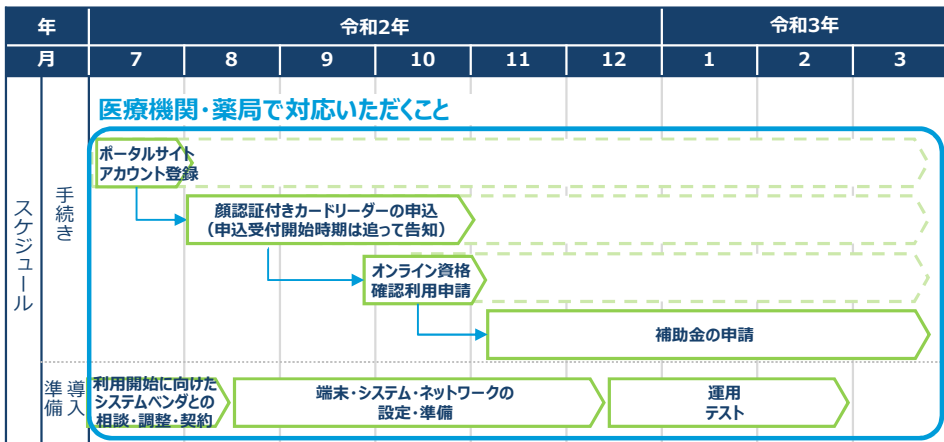 年
令和2年
令和3年
月
7
8
9
10
11
12
1
2
3
医療機関・薬局で対応いただくこと
スケジュール
手続き
ポータルサイト
アカウント登録
顔認証付きカードリーダーの申込
（申込受付開始時期は追って告知）
オンライン資格
確認利用申請
補助金の申請
導入
準備
利用開始に向けた
システムベンダとの
相談・調整・契約
端末・システム・ネットワークの
設定・準備
運用
テスト